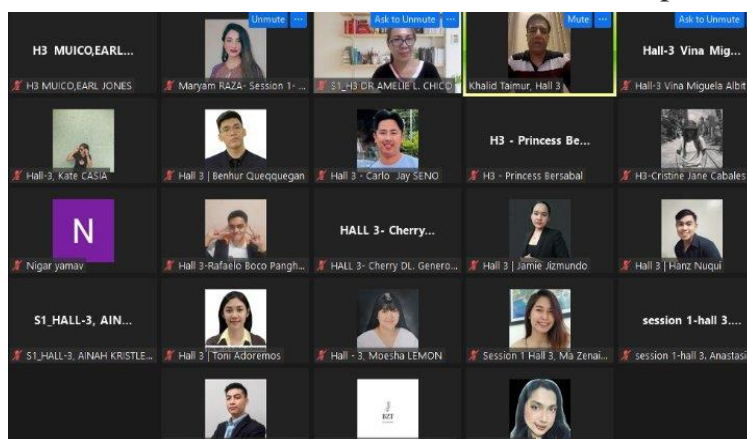 Unmute ... Ask to Unmute Mute ... Ask to Unmute
H3 MUICO,EARL... Hall-3 Vina Mig...
H3 MUICO,EARL JONES Maryam RAZA- Session 1- ... S1_H3 DR AMELIE L. CHICO Khalid Taimur, Hall 3 Hall-3 Vina Miguela Albit
H3 - Princess Be...
Hall-3, Kate CASIA Hall 3 | Benhur Queqquegan Hall 3 - Carlo Jay SENO H3 - Princess Bersabal H3-Cristine Jane Cabales
N HALL 3- Cherry...
Nigar yamav Hall 3-Rafaelo Boco Pangh... HALL 3- Cherry DL. Genero... Hall 3 | Jamie Jizmundo Hall 3 | Hanz Nuqui
S1_HALL-3, AIN... session 1-hall 3....
S1_HALL-3, AINAH KRISTLE... Hall 3 | Toni Adoremos Hall - 3, Moesha LEMON Session 1 Hall 3, Ma Zenai... session 1-hall 3. Anastasi
BZT